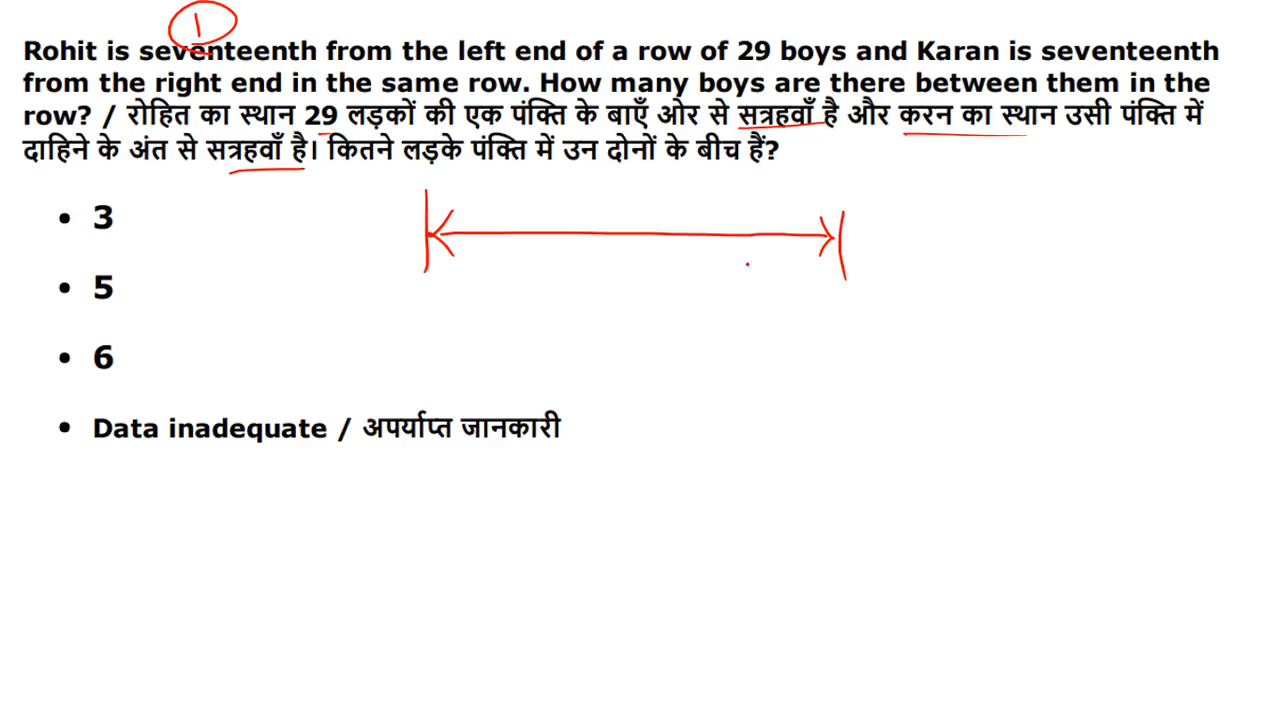 1
Rohit is seventeenth from the left end of a row of 29 boys and Karan is seventeenth
from the right end in the same row. How many boys are there between them in the
row? / रोहित का स्थान 29 लड़कों की एक पंक्ति के बाएँ ओर से सत्रहवाँ है और करन का स्थान उसी पंक्ति में
दाहिने के अंत से सत्रहवाँ है। कितने लड़के पंक्ति में उन दोनों के बीच हैं?
• 3
• 5
• 6
• Data inadequate / अपर्याप्त जानकारी